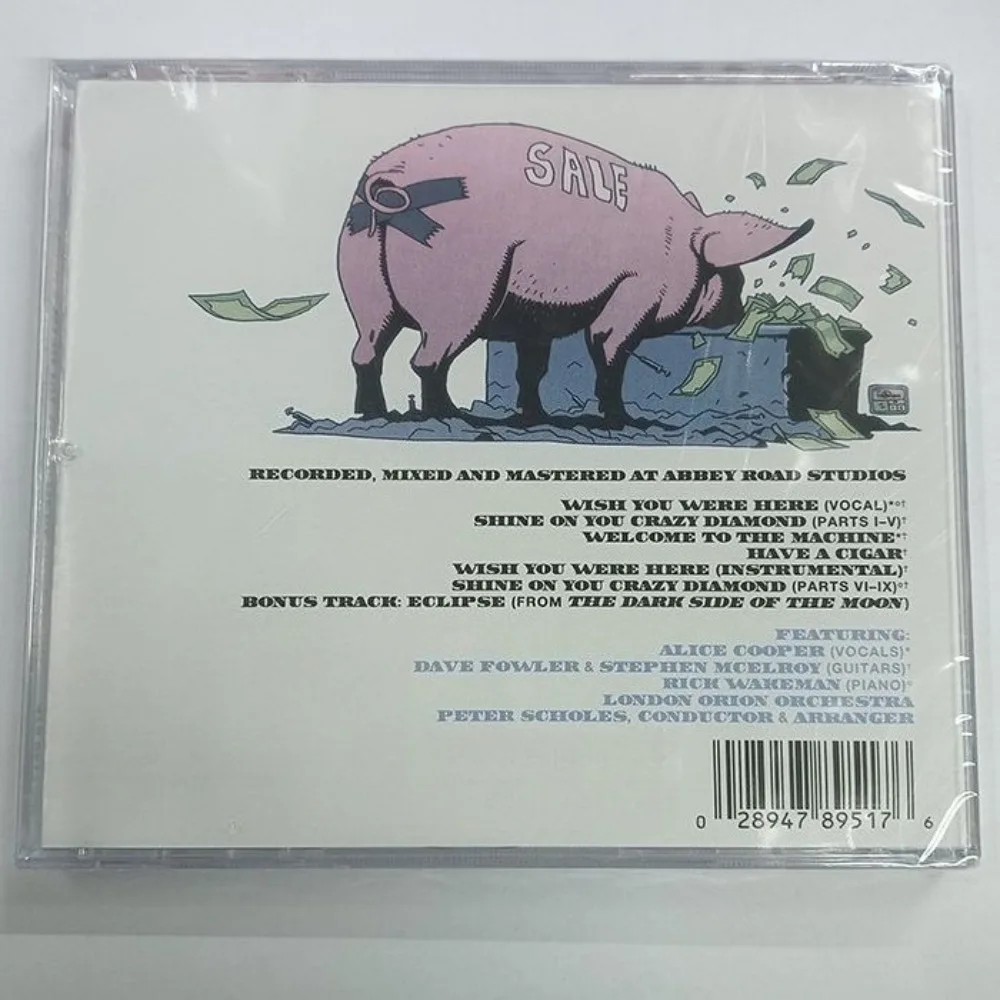 SALE
RECORDED, MIXED AND MASTERED AT ABBEY ROAD STUDIOS
WISH YOU WERE HERE (VOCAL)*°†
SHINE ON YOU CRAZY DIAMOND (PARTS I-V)†
WELCOME TO THE MACHINE*†
HAVE A CIGAR†
WISH YOU WERE HERE (INSTRUMENTAL)†
SHINE ON YOU CRAZY DIAMOND (PARTS VI-IX)°†
BONUS TRACK: ECLIPSE (FROM THE DARK SIDE OF THE MOON)
FEATURING:
ALICE COOPER (VOCALS)*
DAVE FOWLER & STEPHEN MCELROY (GUITARS)†
RICK WAKEMAN (PIANO)°
LONDON ORION ORCHESTRA
PETER SCHOLES, CONDUCTOR & ARRANGER
0 28947 89517 6